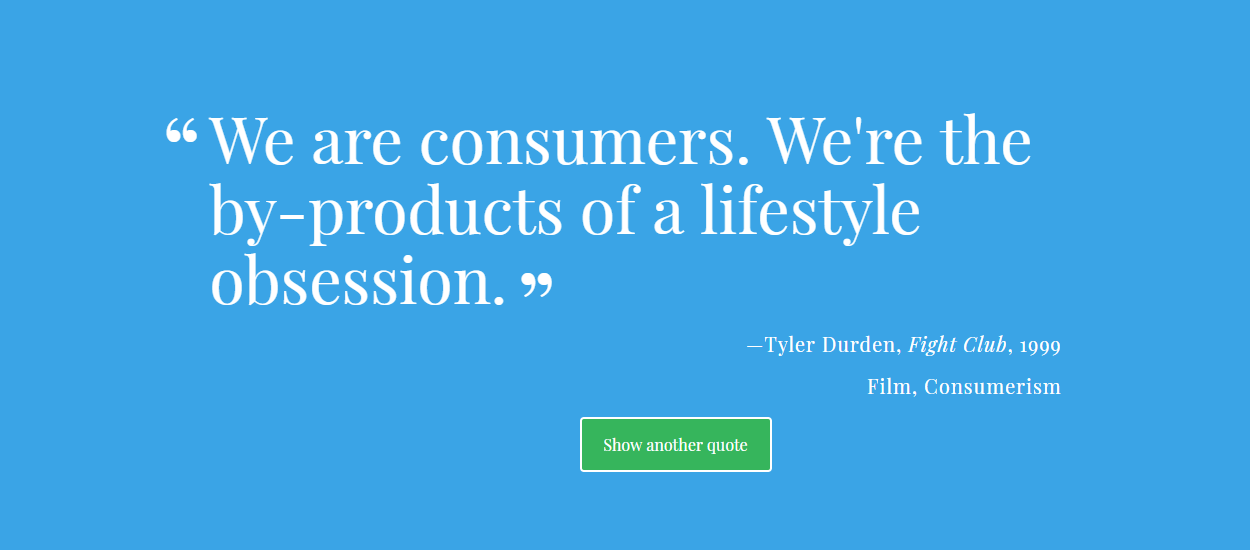 “ We are consumers. We're the
by-products of a lifestyle
obsession. ”
—Tyler Durden, Fight Club, 1999
Film, Consumerism
Show another quote